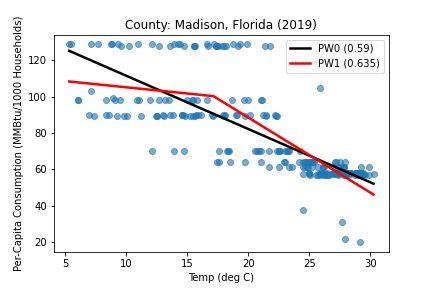 County: Madison, Florida (2019)
Per-Capita Consumption (MMBtu/1000 Households)
120
100
80
60
40
20
PW0 (0.59)
PW1 (0.635)
5
10
15
20
25
30
Temp (deg C)